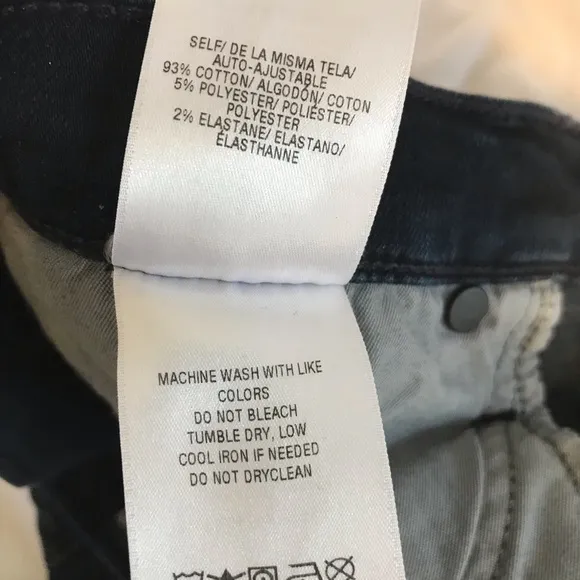 SELF/ DE LA MISMA TELA/
AUTO-AJUSTABLE
93% COTTON/ ALGODÓN/ COTON
5% POLYESTER/ POLIÉSTER/
POLYESTER
2% ELASTANE/ ELASTANO/
ÉLASTHANNE
MACHINE WASH WITH LIKE
COLORS
DO NOT BLEACH
TUMBLE DRY, LOW
COOL IRON IF NEEDED
DO NOT DRYCLEAN